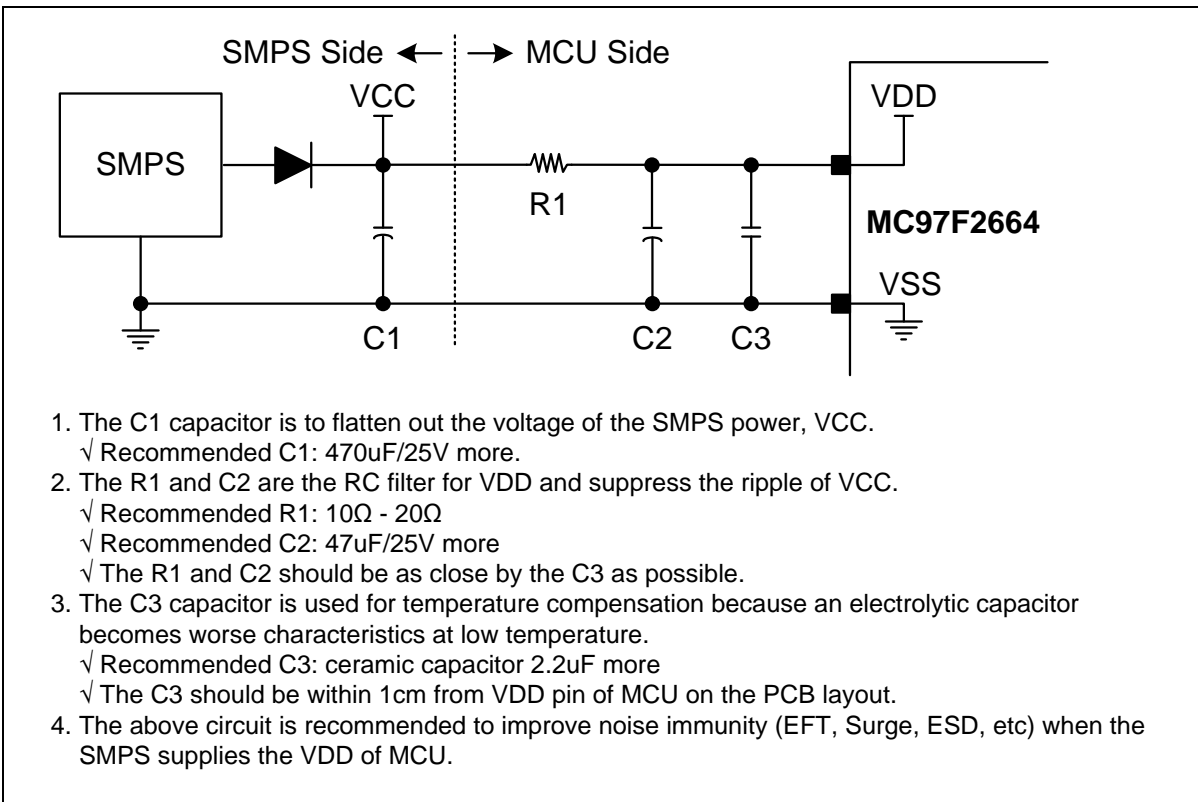 SMPS Side
MCU Side
VCC
VDD
SMPS
R1
MC97F2664
VSS
C1
C2
C3
1. The C1 capacitor is to flatten out the voltage of the SMPS power, VCC.
√ Recommended C1: 470uF/25V more.
2. The R1 and C2 are the RC filter for VDD and suppress the ripple of VCC.
√ Recommended R1: 10Ω - 20Ω
√ Recommended C2: 47uF/25V more
√ The R1 and C2 should be as close by the C3 as possible.
3. The C3 capacitor is used for temperature compensation because an electrolytic capacitor
becomes worse characteristics at low temperature.
√ Recommended C3: ceramic capacitor 2.2uF more
√ The C3 should be within 1cm from VDD pin of MCU on the PCB layout.
4. The above circuit is recommended to improve noise immunity (EFT, Surge, ESD, etc) when the
SMPS supplies the VDD of MCU.